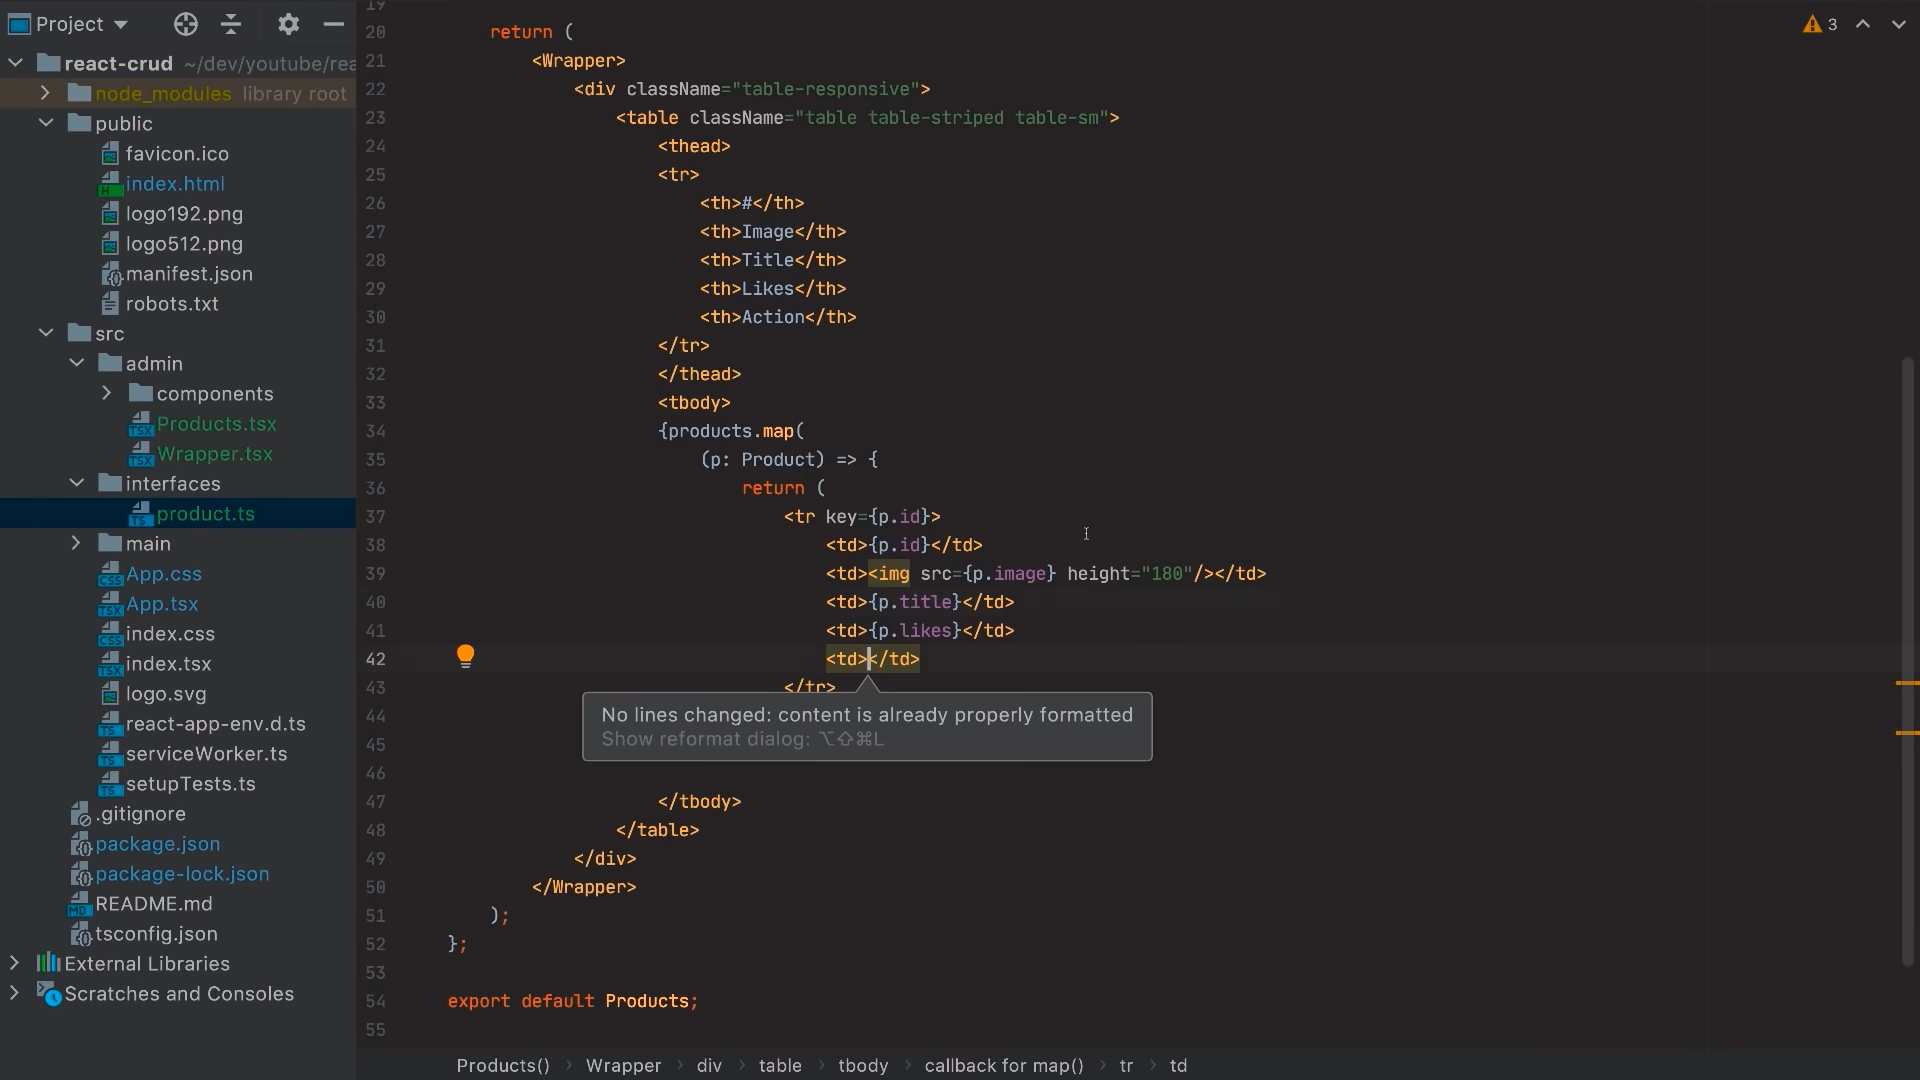 Project
react-crud ~/dev/youtube/rea
node_modules library root
public
favicon.ico
index.html
logo192.png
logo512.png
manifest.json
robots.txt
src
admin
components
Products.tsx
Wrapper.tsx
interfaces
product.ts
main
App.css
App.tsx
index.css
index.tsx
logo.svg
react-app-env.d.ts
serviceWorker.ts
setupTests.ts
.gitignore
package.json
package-lock.json
README.md
tsconfig.json
External Libraries
Scratches and Consoles
3
19
20 return (
21 <Wrapper>
22 <div className="table-responsive">
23 <table className="table table-striped table-sm">
24 <thead>
25 <tr>
26 <th>#</th>
27 <th>Image</th>
28 <th>Title</th>
29 <th>Likes</th>
30 <th>Action</th>
31 </tr>
32 </thead>
33 <tbody>
34 {products.map(
35 (p: Product) => {
36 return (
37 <tr key={p.id}>
38 <td>{p.id}</td>
39 <td><img src={p.image} height="180"/></td>
40 <td>{p.title}</td>
41 <td>{p.likes}</td>
42 <td></td>
43 </tr>
44
45
46
47 </tbody>
48 </table>
49 </div>
50 </Wrapper>
51 );
52 };
53
54 export default Products;
55
No lines changed: content is already properly formatted
Show reformat dialog: ⌥⇧⌘L
Products() › Wrapper › div › table › tbody › callback for map() › tr › td